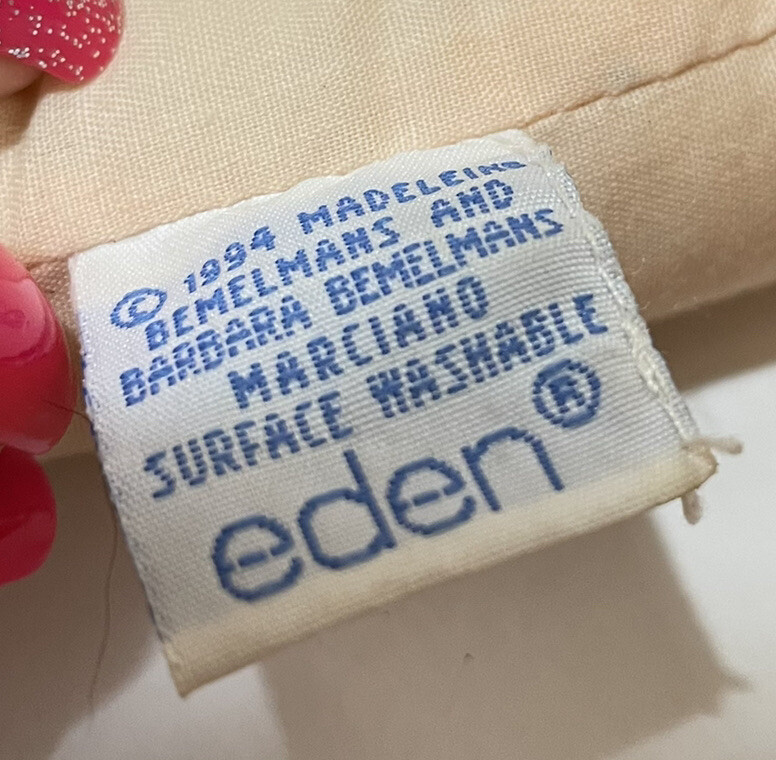 © 1994 MADELEINE
BEMELMANS AND
BARBARA BEMELMANS
MARCIANO
SURFACE WASHABLE
eden®